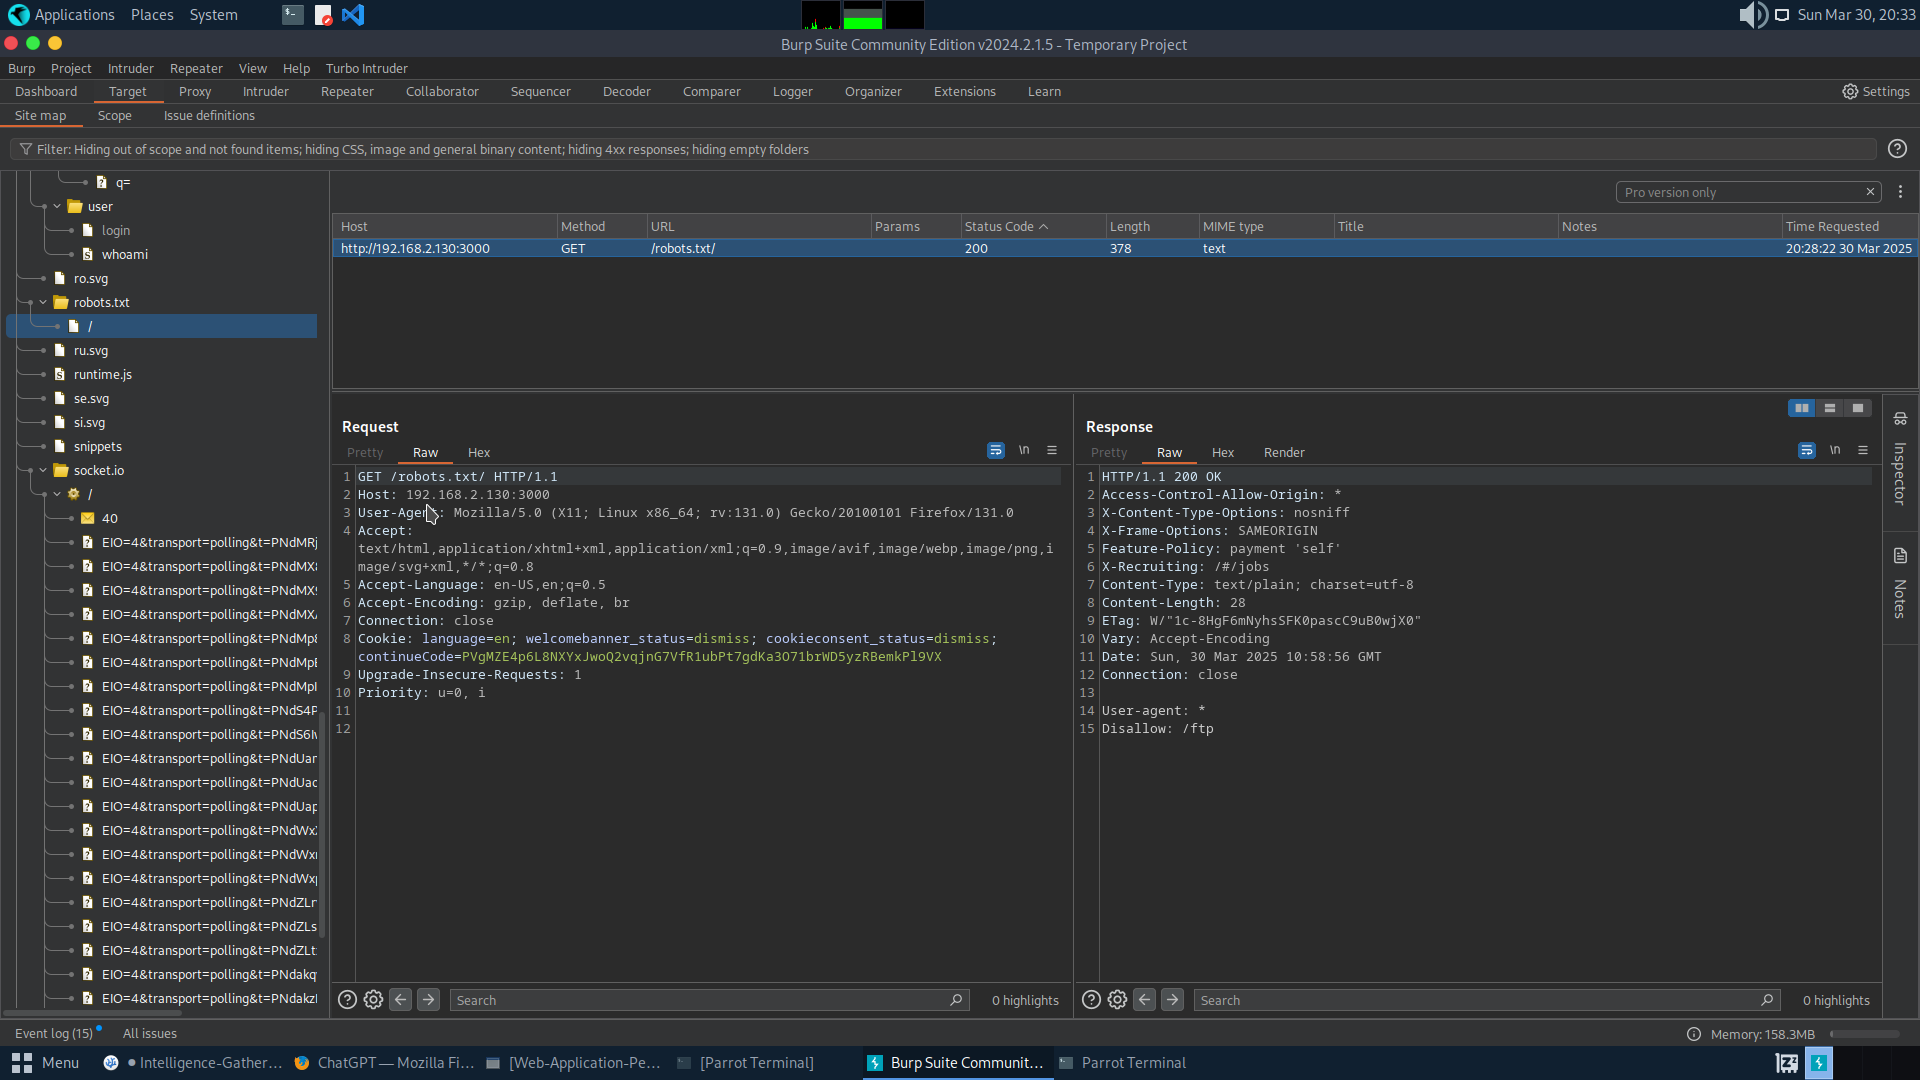 Applications Places System
Sun Mar 30, 20:33
Burp Suite Community Edition v2024.2.1.5 - Temporary Project
Burp Project Intruder Repeater View Help Turbo Intruder
Dashboard Target Proxy Intruder Repeater Collaborator Sequencer Decoder Comparer Logger Organizer Extensions Learn
Settings
Site map Scope Issue definitions
Filter: Hiding out of scope and not found items; hiding CSS, image and general binary content; hiding 4xx responses; hiding empty folders
q=
user
login
whoami
ro.svg
robots.txt
/
ru.svg
runtime.js
se.svg
si.svg
snippets
socket.io
/
40
EIO=4&transport=polling&t=PNdMRj
EIO=4&transport=polling&t=PNdMX
EIO=4&transport=polling&t=PNdMX
EIO=4&transport=polling&t=PNdMX
EIO=4&transport=polling&t=PNdMp
EIO=4&transport=polling&t=PNdMp
EIO=4&transport=polling&t=PNdMp
EIO=4&transport=polling&t=PNdS4
EIO=4&transport=polling&t=PNdS6
EIO=4&transport=polling&t=PNdUa
EIO=4&transport=polling&t=PNdUa
EIO=4&transport=polling&t=PNdUa
EIO=4&transport=polling&t=PNdWx
EIO=4&transport=polling&t=PNdWx
EIO=4&transport=polling&t=PNdWx
EIO=4&transport=polling&t=PNdZL
EIO=4&transport=polling&t=PNdZLs
EIO=4&transport=polling&t=PNdZLt
EIO=4&transport=polling&t=PNdakq
EIO=4&transport=polling&t=PNdakz
Pro version only
Host Method URL Params Status Code Length MIME type Title Notes Time Requested
http://192.168.2.130:3000 GET /robots.txt/ 200 378 text 20:28:22 30 Mar 2025
Request
Pretty Raw Hex
\n
1 GET /robots.txt/ HTTP/1.1
2 Host: 192.168.2.130:3000
3 User-Agent: Mozilla/5.0 (X11; Linux x86_64; rv:131.0) Gecko/20100101 Firefox/131.0
4 Accept:
text/html,application/xhtml+xml,application/xml;q=0.9,image/avif,image/webp,image/png,i
mage/svg+xml,*/*;q=0.8
5 Accept-Language: en-US,en;q=0.5
6 Accept-Encoding: gzip, deflate, br
7 Connection: close
8 Cookie: language=en; welcomebanner_status=dismiss; cookieconsent_status=dismiss;
continueCode=PVgMZE4p6L8NXYxJwoQ2vqjnG7VfR1ubPt7gdKa3O71brWD5yzRBemkPl9VX
9 Upgrade-Insecure-Requests: 1
10 Priority: u=0, i
11
12
Search
0 highlights
Response
Pretty Raw Hex Render
\n
1 HTTP/1.1 200 OK
2 Access-Control-Allow-Origin: *
3 X-Content-Type-Options: nosniff
4 X-Frame-Options: SAMEORIGIN
5 Feature-Policy: payment 'self'
6 X-Recruiting: /#/jobs
7 Content-Type: text/plain; charset=utf-8
8 Content-Length: 28
9 ETag: W/"1c-8HgF6mNyhsSFK0pascC9uB0wjX0"
10 Vary: Accept-Encoding
11 Date: Sun, 30 Mar 2025 10:58:56 GMT
12 Connection: close
13
14 User-agent: *
15 Disallow: /ftp
Search
0 highlights
Inspector
Notes
Event log (15) All issues
Memory: 158.3MB
Menu
Intelligence-Gather...
ChatGPT — Mozilla Fi...
[Web-Application-Pe...
[Parrot Terminal]
Burp Suite Communit...
Parrot Terminal